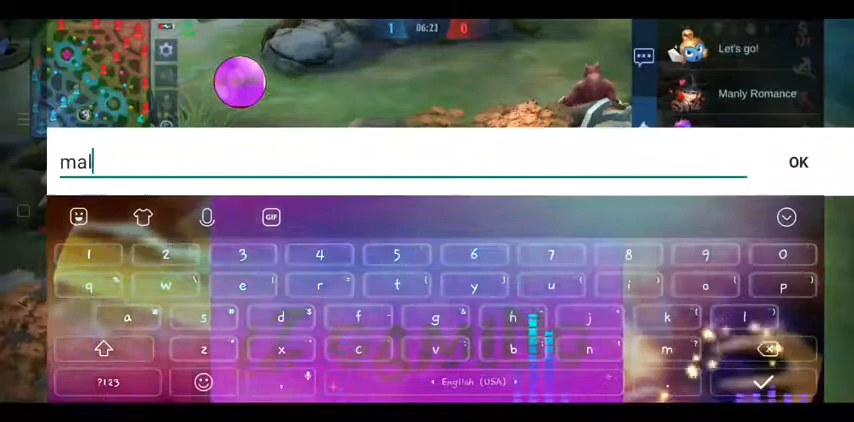 1 06:23 0
Let's go!
Manly Romance
mal
OK
GIF
1 2 3 4 5 6 7 8 9 0
q w e r t y u i o p
a s d f g h j k l
z x c v b n m
?123 , English (USA) .